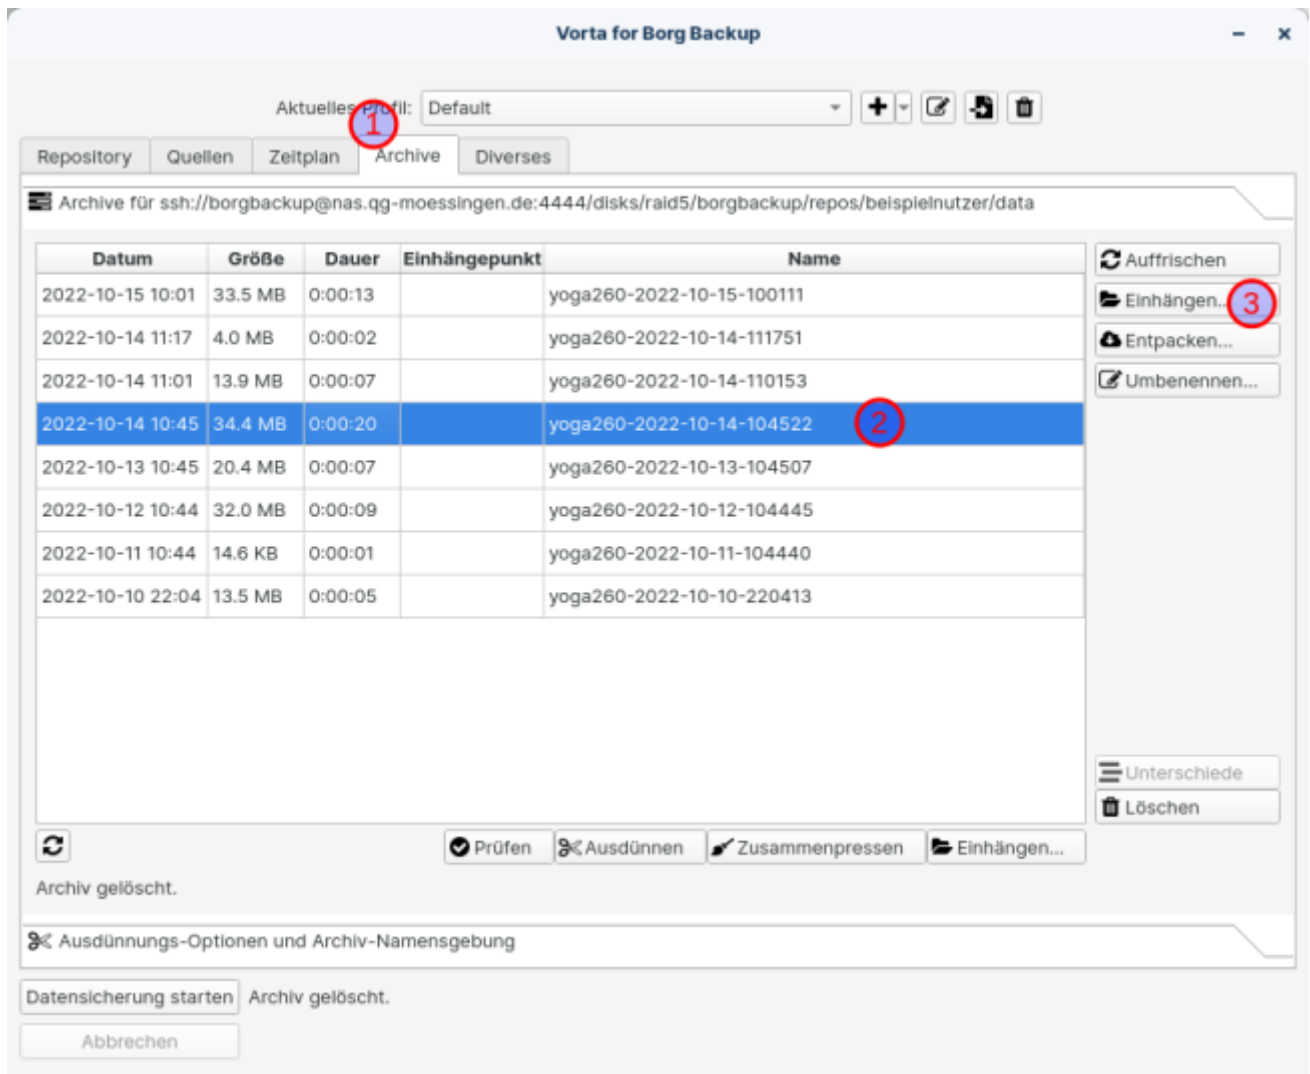 Vorta for Borg Backup
Aktuelles Profil: Default
1
Repository Quellen Zeitplan Archive Diverses
Archive für ssh://borgbackup@nas.qg-moessingen.de:4444/disks/raid5/borgbackup/repos/beispielnutzer/data
Datum Größe Dauer Einhängepunkt Name
Auffrischen
2022-10-15 10:01 33.5 MB 0:00:13 yoga260-2022-10-15-100111
Einhängen... 3
2022-10-14 11:17 4.0 MB 0:00:02 yoga260-2022-10-14-111751
Entpacken...
2022-10-14 11:01 13.9 MB 0:00:07 yoga260-2022-10-14-110153
Umbenennen...
2022-10-14 10:45 34.4 MB 0:00:20 yoga260-2022-10-14-104522 2
2022-10-13 10:45 20.4 MB 0:00:07 yoga260-2022-10-13-104507
2022-10-12 10:44 32.0 MB 0:00:09 yoga260-2022-10-12-104445
2022-10-11 10:44 14.6 KB 0:00:01 yoga260-2022-10-11-104440
2022-10-10 22:04 13.5 MB 0:00:05 yoga260-2022-10-10-220413
Unterschiede
Löschen
Prüfen Ausdünnen Zusammenpressen Einhängen...
Archiv gelöscht.
Ausdünnungs-Optionen und Archiv-Namensgebung
Datensicherung starten Archiv gelöscht.
Abbrechen